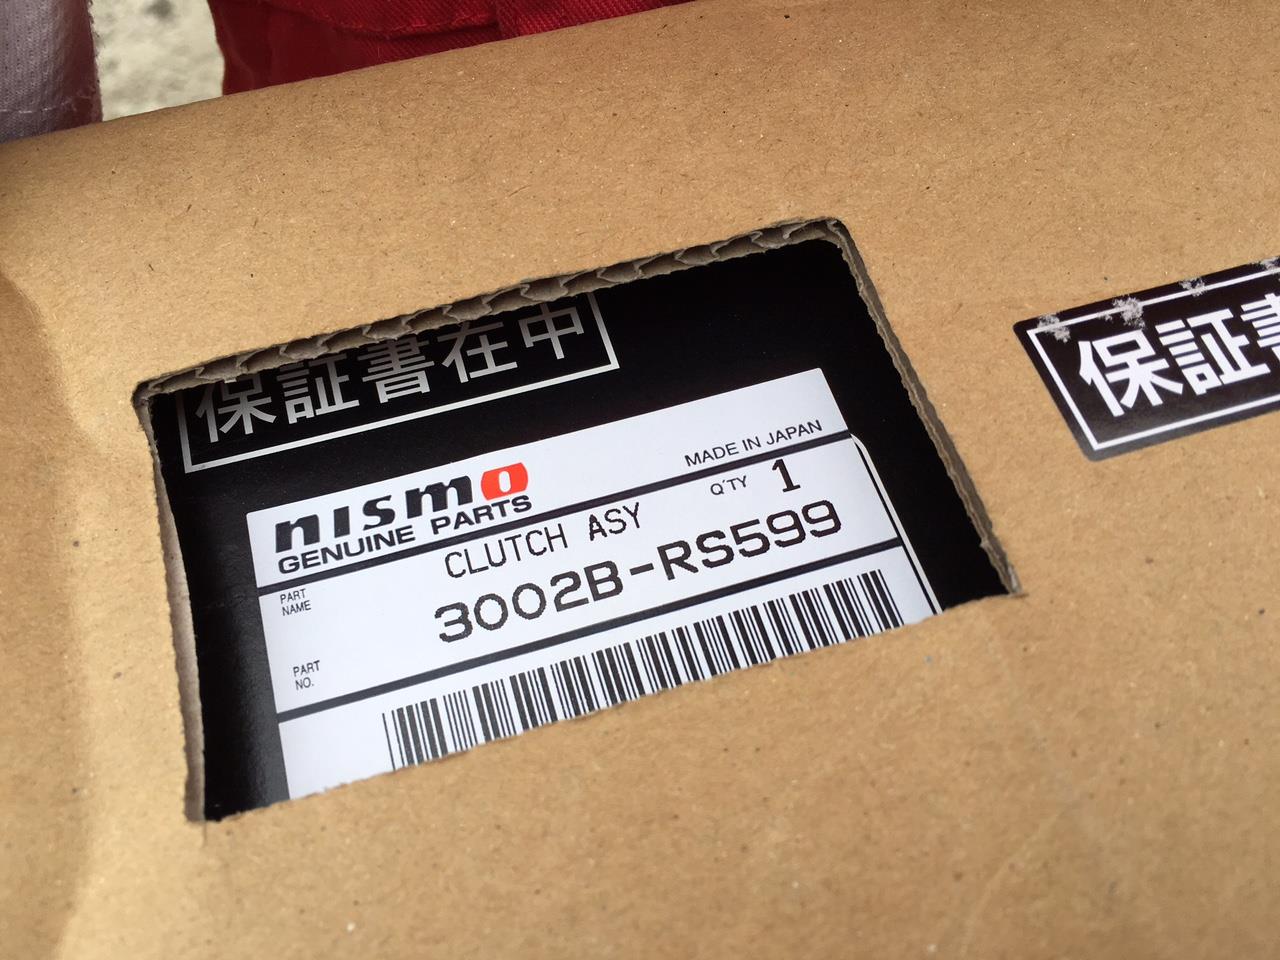 保証書在中
保証書
nismo
GENUINE PARTS
MADE IN JAPAN
PART
NAME
CLUTCH ASY
Q'TY 1
PART
NO.
3002B-RS599